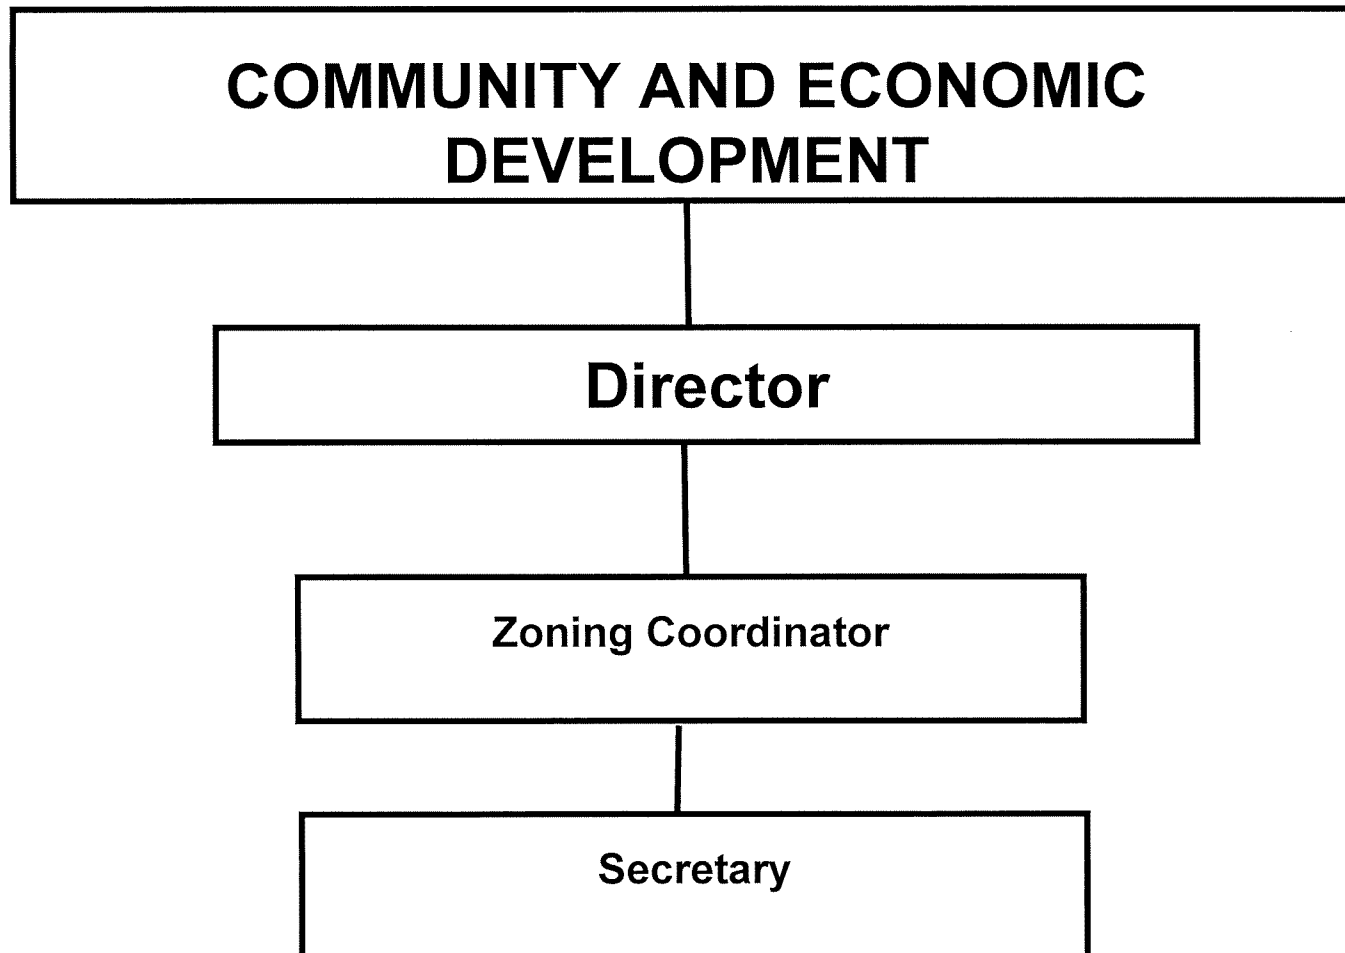 COMMUNITY AND ECONOMIC
DEVELOPMENT
Director
Zoning Coordinator
Secretary